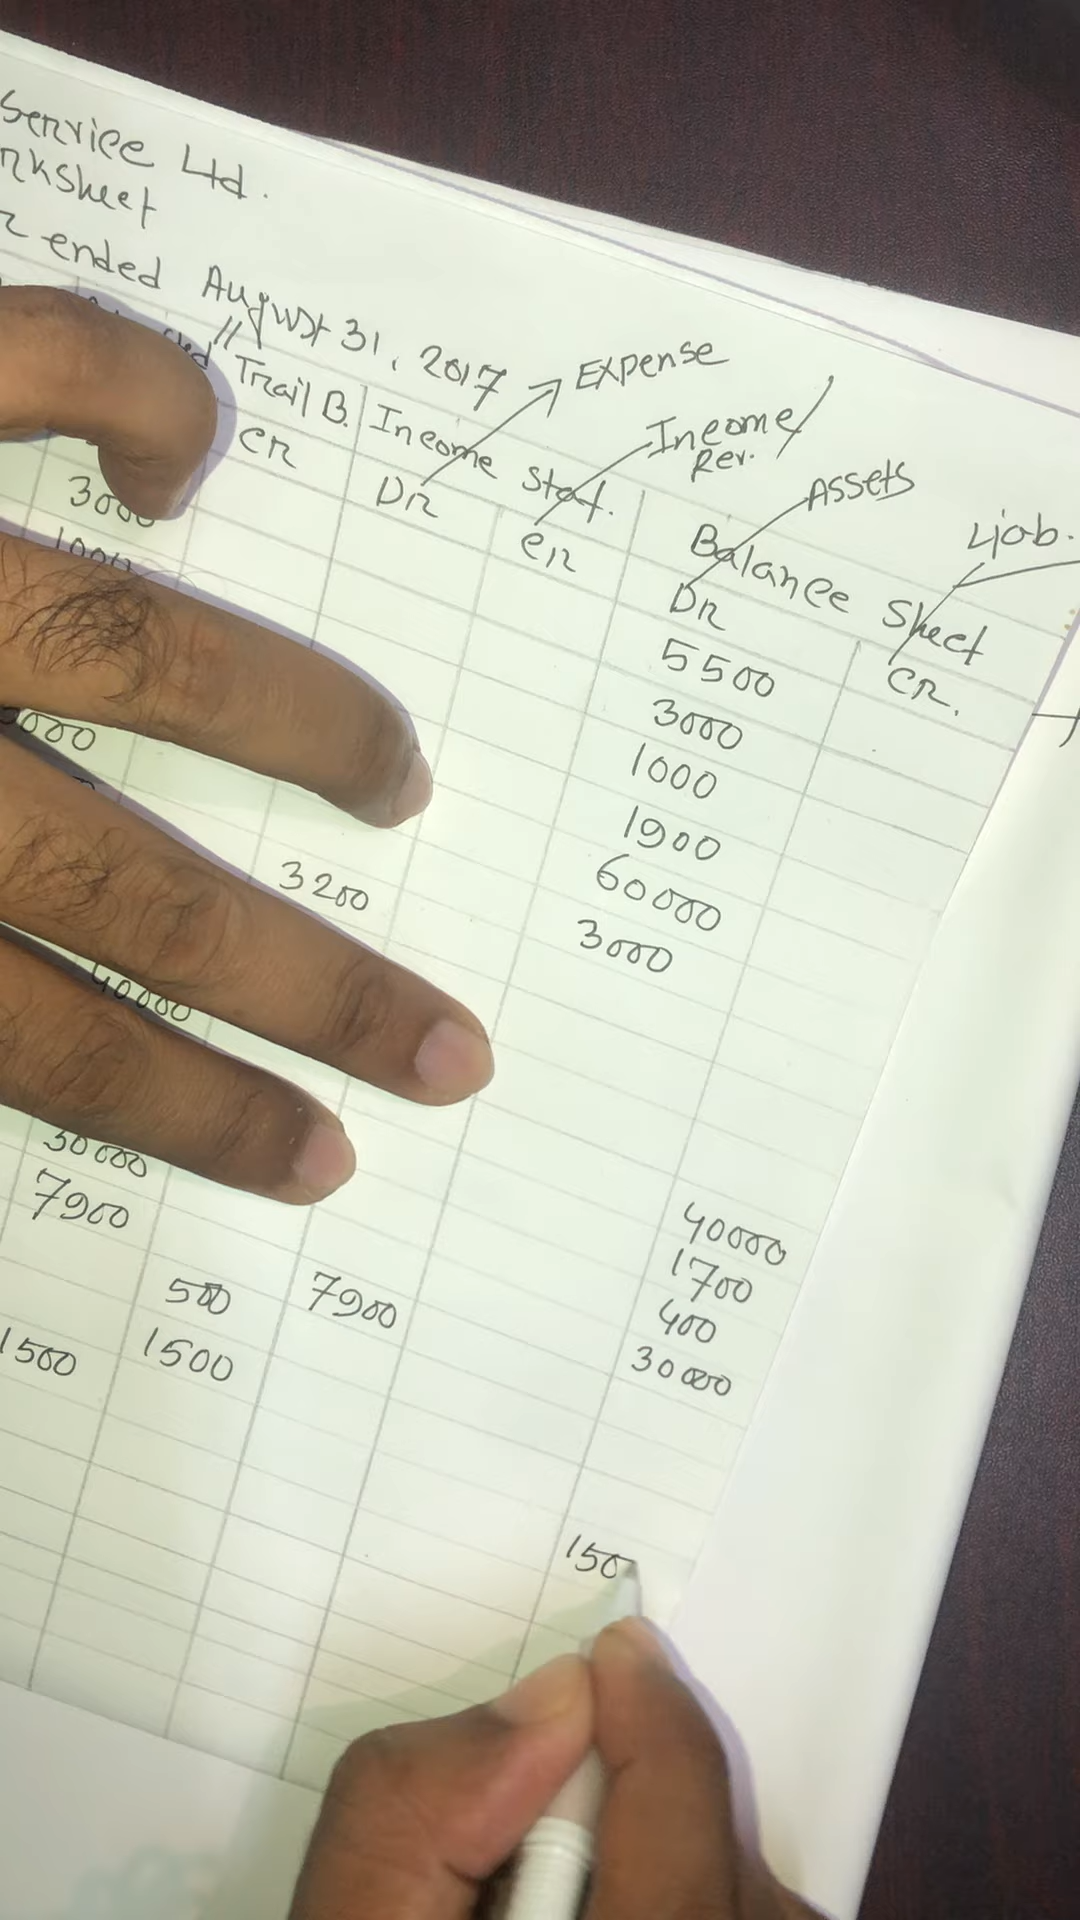 Service Ltd.
rksheet
r ended August 31, 2017
Expense
Trail B. Income Stat.
Income/
Rev.
Assets
Liab.
Balance Sheet
CR DR CR DR CR.
5500
3000 3000
1000 1000
1900
60000
3000
3200
40000
30000
7900
40000
1700
400
30000
500 7900
1500 1500
150